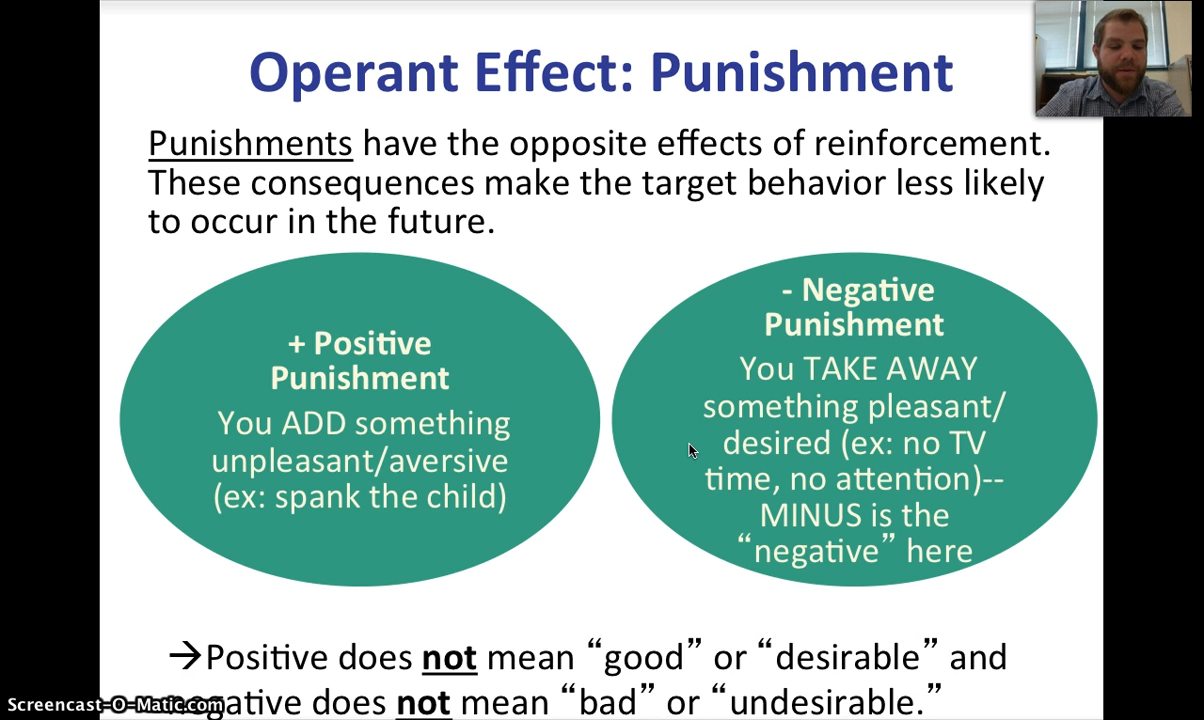 Operant Effect: Punishment
Punishments have the opposite effects of reinforcement.
These consequences make the target behavior less likely
to occur in the future.
+ Positive
Punishment
You ADD something
unpleasant/aversive
(ex: spank the child)
- Negative
Punishment
You TAKE AWAY
something pleasant/
desired (ex: no TV
time, no attention)--
MINUS is the
“negative” here
→Positive does not mean “good” or “desirable” and
negative does not mean “bad” or “undesirable.”
Screencast-O-Matic.com